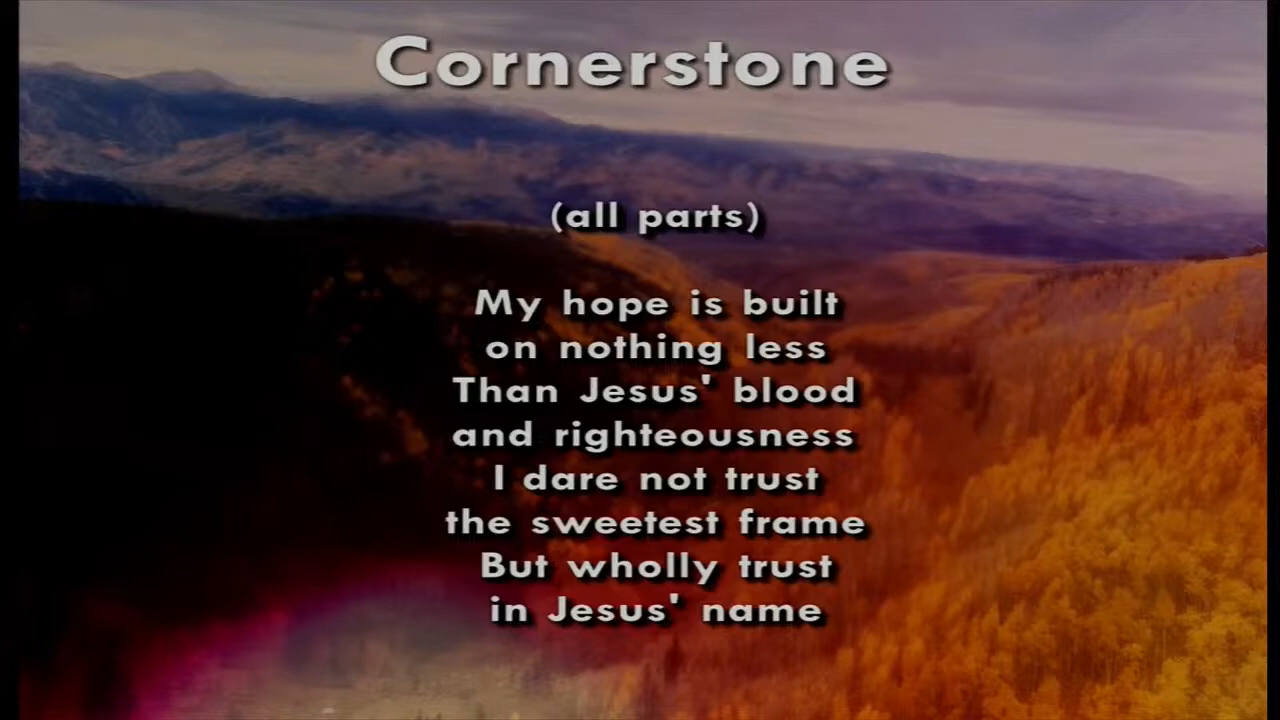 Cornerstone
(all parts)
My hope is built
on nothing less
Than Jesus' blood
and righteousness
I dare not trust
the sweetest frame
But wholly trust
in Jesus' name